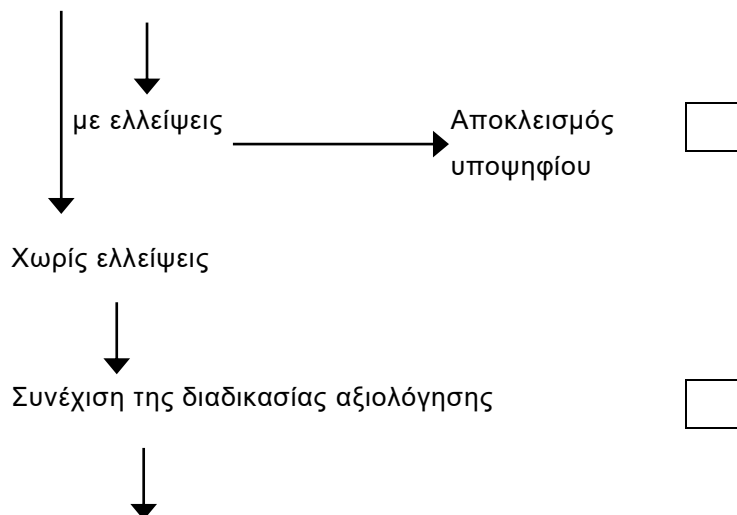 με ελλείψεις
Αποκλεισμός
υποψηφίου
Χωρίς ελλείψεις
Συνέχιση της διαδικασίας αξιολόγησης